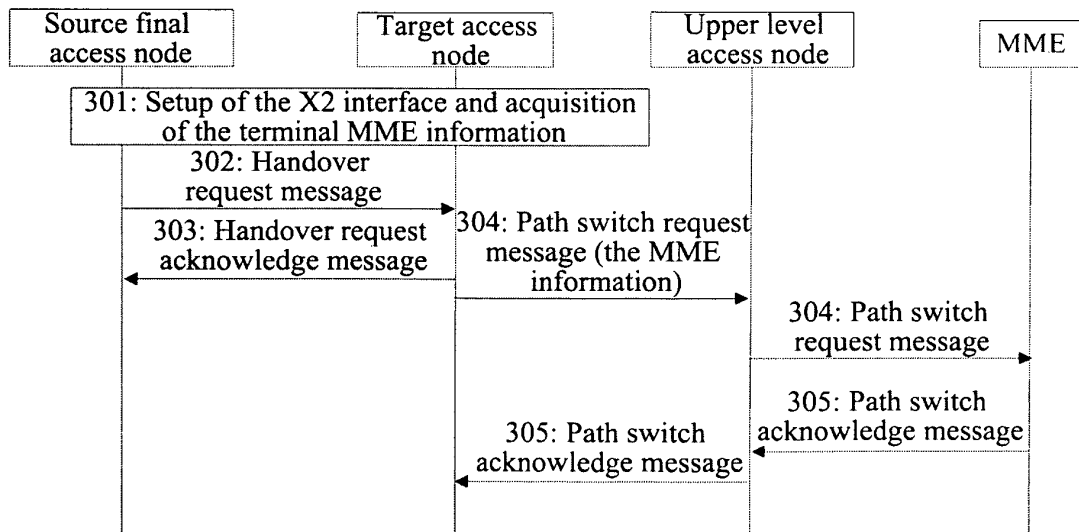 Source final
access node
Target access
node
Upper level
access node
MME
301: Setup of the X2 interface and acquisition
of the terminal MME information
302: Handover
request message
303: Handover request
acknowledge message
304: Path switch request
message (the MME
information)
304: Path switch
request message
305: Path switch
acknowledge message
305: Path switch
acknowledge message